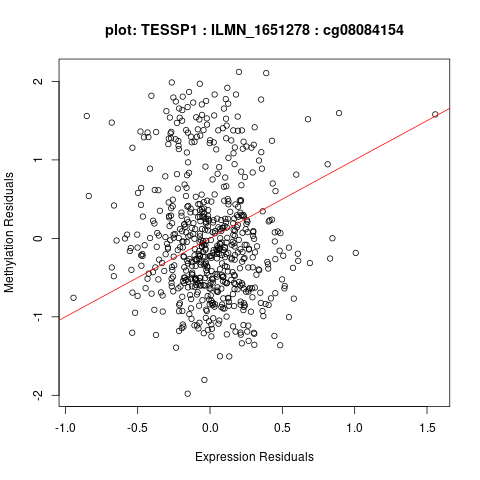 plot: TESSP1 : ILMN_1651278 : cg08084154
Methylation Residuals
2
1
0
-1
-2
-1.0 -0.5 0.0 0.5 1.0 1.5
Expression Residuals